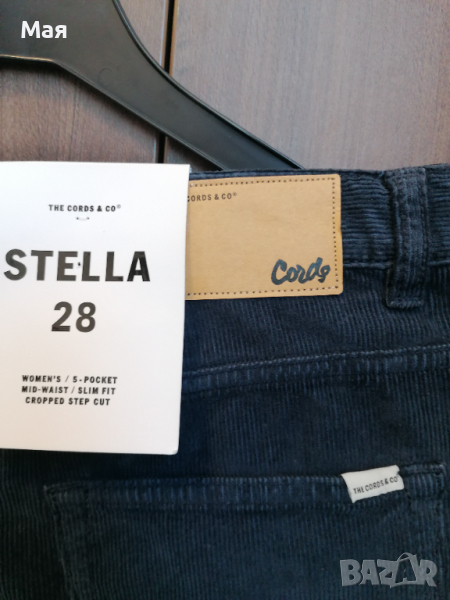 Мая
THE CORDS & CO®
STELLA
28
WOMEN'S / 5-POCKET
MID-WAIST / SLIM FIT
CROPPED STEP CUT
CORDS & CO®
Cords
THE CORDS & CO®
BAZAR